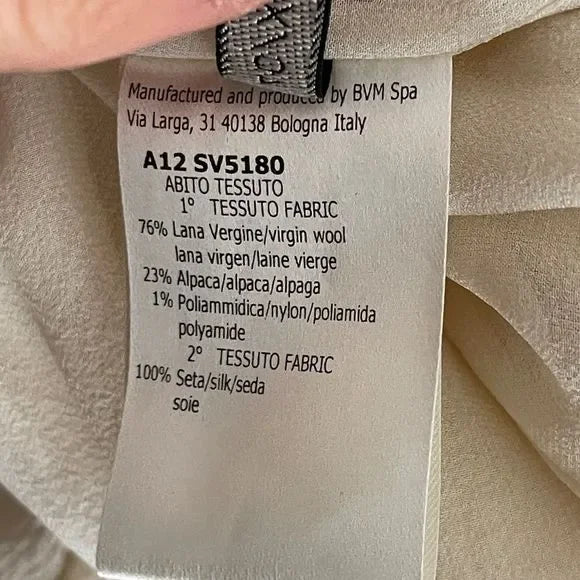 Manufactured and produced by BVM Spa
Via Larga, 31 40138 Bologna Italy
A12 SV5180
ABITO TESSUTO
1° TESSUTO FABRIC
76% Lana Vergine/virgin wool
lana virgen/laine vierge
23% Alpaca/alpaca/alpaga
1% Poliammidica/nylon/poliamida
polyamide
2° TESSUTO FABRIC
100% Seta/silk/seda
soie